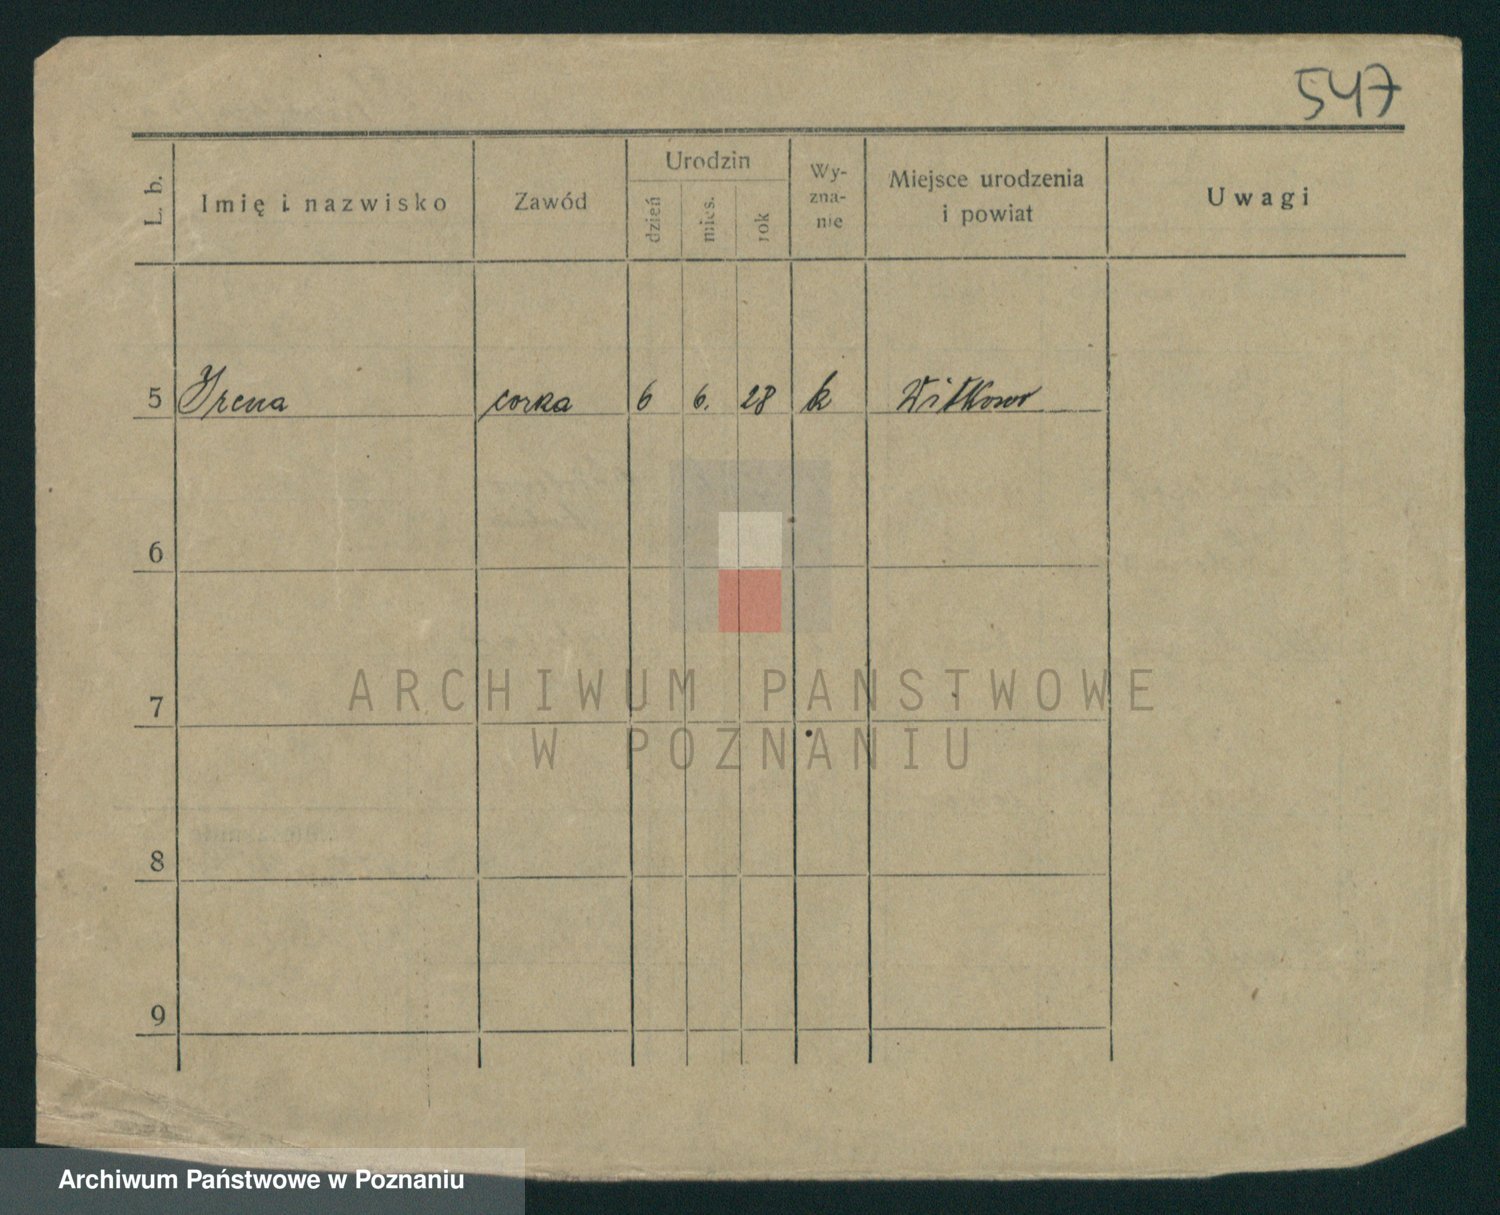 547
L. b.
Imię i nazwisko
Zawód
Urodzin
dzień
mies.
rok
Wy-
zna-
nie
Miejsce urodzenia
i powiat
Uwagi
5 Irena corka 6 6. 28 k Witkowo
6
7
8
9
ARCHIWUM PAŃSTWOWE
W POZNANIU
Archiwum Państwowe w Poznaniu